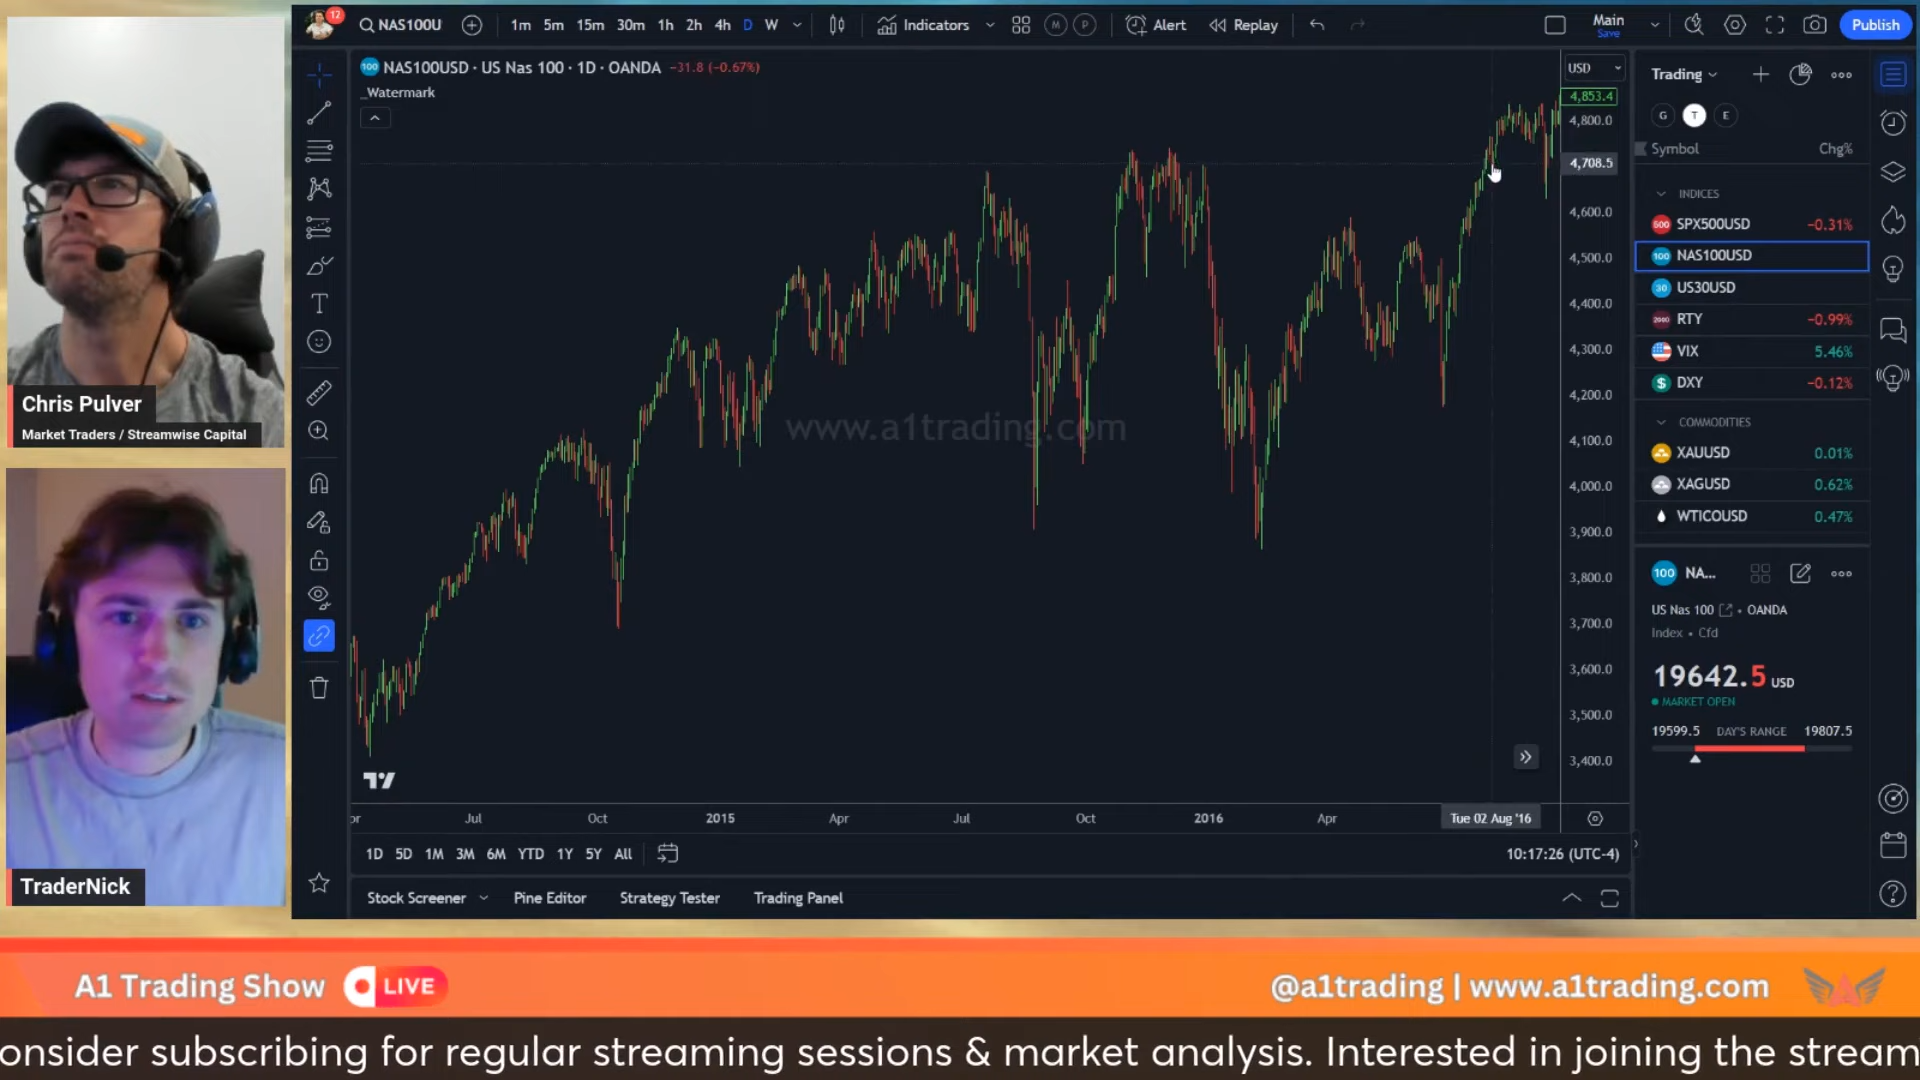 Chris Pulver
Market Traders / Streamwise Capital
TraderNick
12
NAS100U
1m 5m 15m 30m 1h 2h 4h D W
Indicators
M P
Alert
Replay
Main
Save
Publish
100 NAS100USD · US Nas 100 · 1D · OANDA −31.8 (−0.67%)
_Watermark
www.a1trading.com
USD
4,853.4
4,800.0
4,708.5
4,600.0
4,500.0
4,400.0
4,300.0
4,200.0
4,100.0
4,000.0
3,900.0
3,800.0
3,700.0
3,600.0
3,500.0
3,400.0
Jul Oct 2015 Apr Jul Oct 2016 Apr Tue 02 Aug '16
1D 5D 1M 3M 6M YTD 1Y 5Y All
10:17:26 (UTC-4)
Stock Screener Pine Editor Strategy Tester Trading Panel
Trading
G T E
Symbol Chg%
INDICES
500 SPX500USD −0.31%
100 NAS100USD
30 US30USD
2000 RTY −0.99%
VIX 5.46%
$ DXY −0.12%
COMMODITIES
XAUUSD 0.01%
XAGUSD 0.62%
WTICOUSD 0.47%
100 NA...
US Nas 100 • OANDA
Index • Cfd
19642.5 USD
MARKET OPEN
19599.5 DAY'S RANGE 19807.5
A1 Trading Show LIVE
@a1trading | www.a1trading.com
onsider subscribing for regular streaming sessions & market analysis. Interested in joining the stream